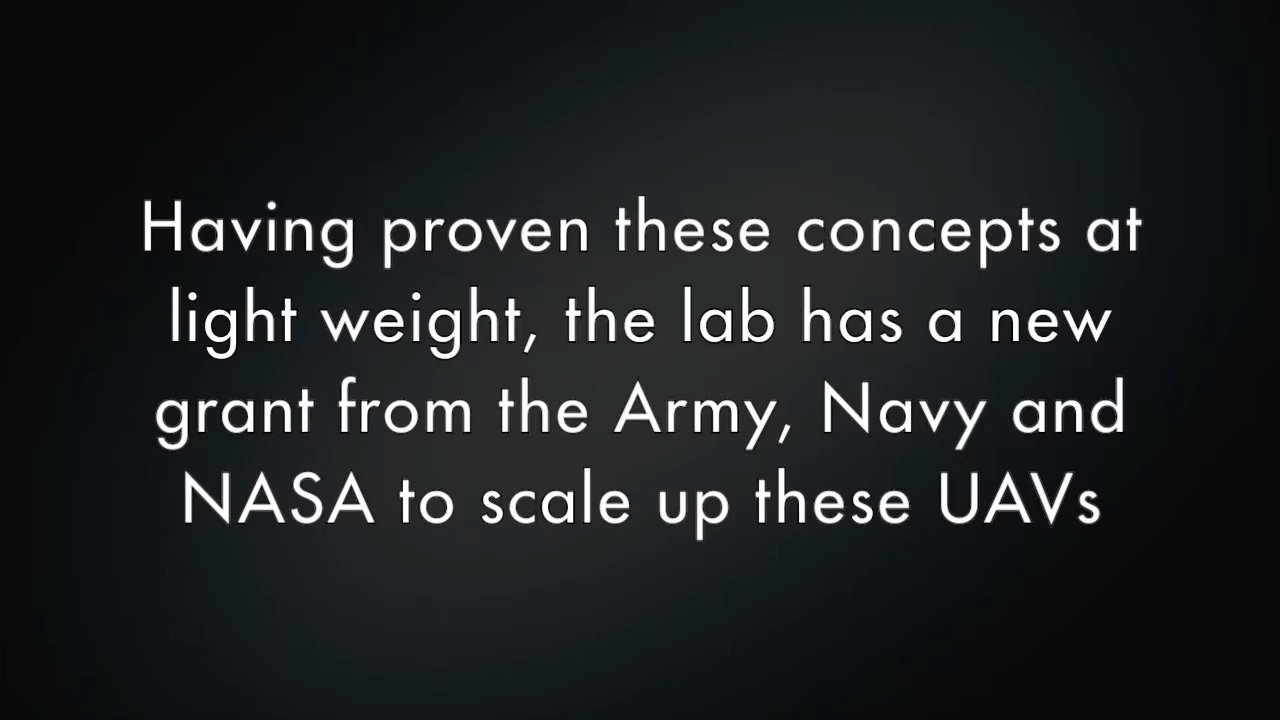 Having proven these concepts at
light weight, the lab has a new
grant from the Army, Navy and
NASA to scale up these UAVs